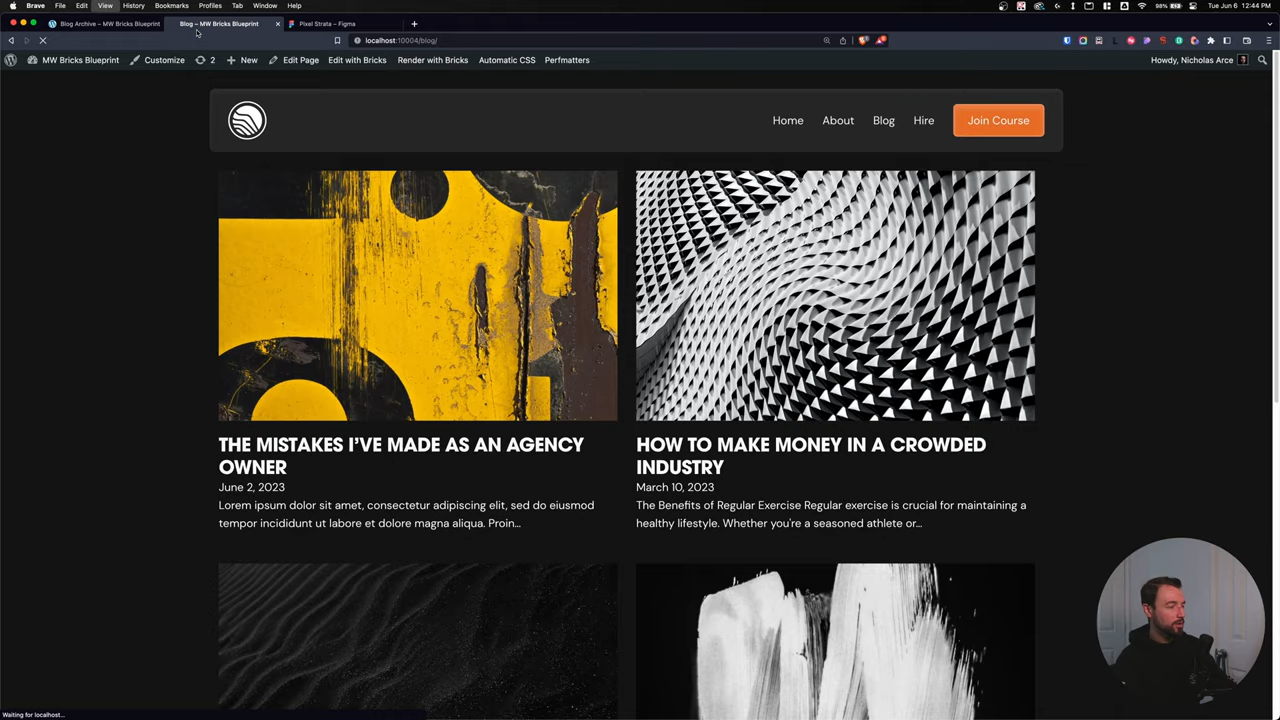 Brave File Edit View History Bookmarks Profiles Tab Window Help 98% Tue Jun 6 12:44 PM
Blog Archive – MW Bricks Blueprint Blog – MW Bricks Blueprint Pixel Strata – Figma
localhost:10004/blog/
MW Bricks Blueprint Customize 2 New Edit Page Edit with Bricks Render with Bricks Automatic CSS Perfmatters Howdy, Nicholas Arce
Home About Blog Hire Join Course
THE MISTAKES I’VE MADE AS AN AGENCY
OWNER
June 2, 2023
Lorem ipsum dolor sit amet, consectetur adipiscing elit, sed do eiusmod
tempor incididunt ut labore et dolore magna aliqua. Proin...
HOW TO MAKE MONEY IN A CROWDED
INDUSTRY
March 10, 2023
The Benefits of Regular Exercise Regular exercise is crucial for maintaining a
healthy lifestyle. Whether you're a seasoned athlete or...
Waiting for localhost...